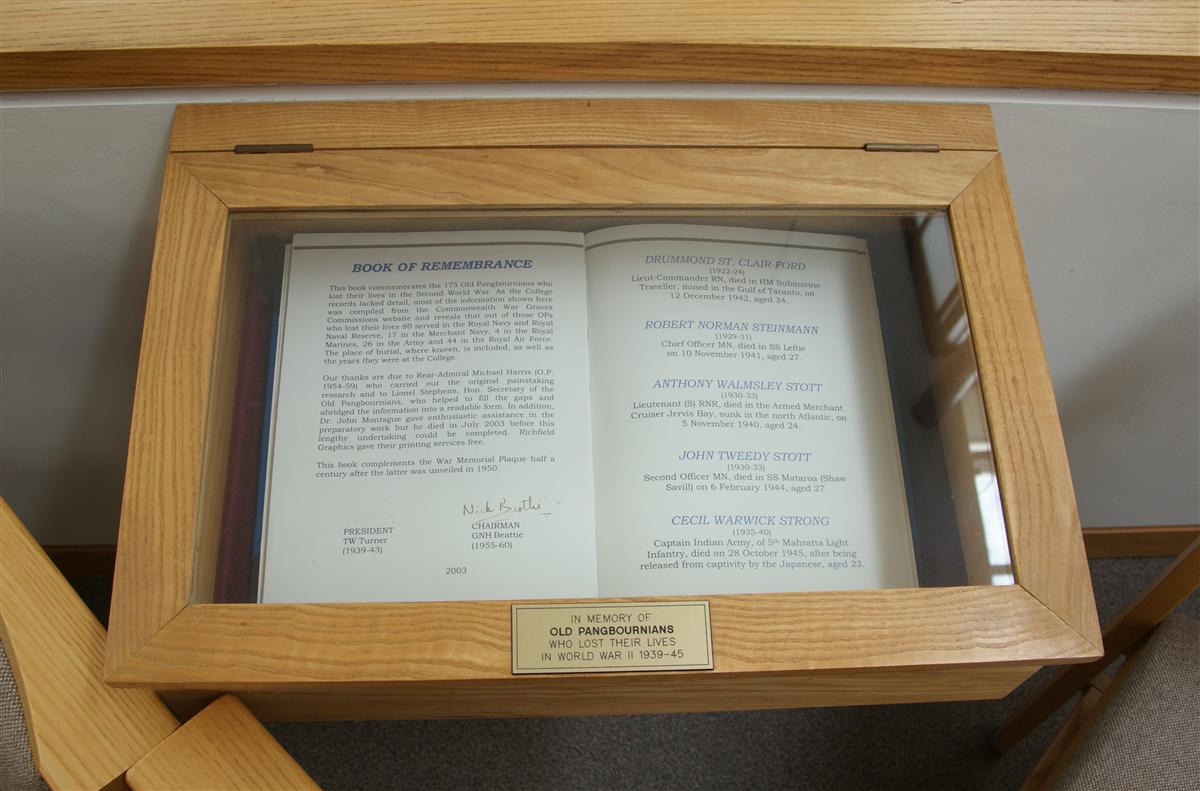 BOOK OF REMEMBRANCE
This book commemorates the 175 Old Pangbournians who
lost their lives in the Second World War. As the College
records lacked detail, most of the information shown here
was compiled from the Commonwealth War Graves
Commissions website and reveals that out of those OPs
who lost their lives 80 served in the Royal Navy and Royal
Naval Reserve, 17 in the Merchant Navy, 4 in the Royal
Marines, 26 in the Army and 44 in the Royal Air Force.
The place of burial, where known, is included, as well as
the years they were at the College.
Our thanks are due to Rear-Admiral Michael Harris (O.P.
1954-59) who carried out the original painstaking
research and to Lionel Stephens, Hon. Secretary of the
Old Pangbournians, who helped to fill the gaps and
abridged the information into a readable form. In addition,
Dr. John Montague gave enthusiastic assistance in the
preparatory work but he died in July 2003 before this
lengthy undertaking could be completed. Richfield
Graphics gave their printing services free.
This book complements the War Memorial Plaque half a
century after the latter was unveiled in 1950.
Nick Beattie
PRESIDENT
TW Turner
(1939-43)
CHAIRMAN
GNH Beattie
(1955-60)
2003
DRUMMOND ST. CLAIR-FORD
(1922-24)
Lieut-Commander RN, died in HM Submarine
Traveller, mined in the Gulf of Taranto, on
12 December 1942, aged 34.
ROBERT NORMAN STEINMANN
(1929-31)
Chief Officer MN, died in SS Leftie
on 10 November 1941, aged 27.
ANTHONY WALMSLEY STOTT
(1930-33)
Lieutenant (S) RNR, died in the Armed Merchant
Cruiser Jervis Bay, sunk in the north Atlantic, on
5 November 1940, aged 24.
JOHN TWEEDY STOTT
(1930-33)
Second Officer MN, died in SS Mataroa (Shaw
Savill) on 6 February 1944, aged 27.
CECIL WARWICK STRONG
(1935-40)
Captain Indian Army, of 5th Mahratta Light
Infantry, died on 28 October 1945, after being
released from captivity by the Japanese, aged 23.
IN MEMORY OF
OLD PANGBOURNIANS
WHO LOST THEIR LIVES
IN WORLD WAR II 1939-45